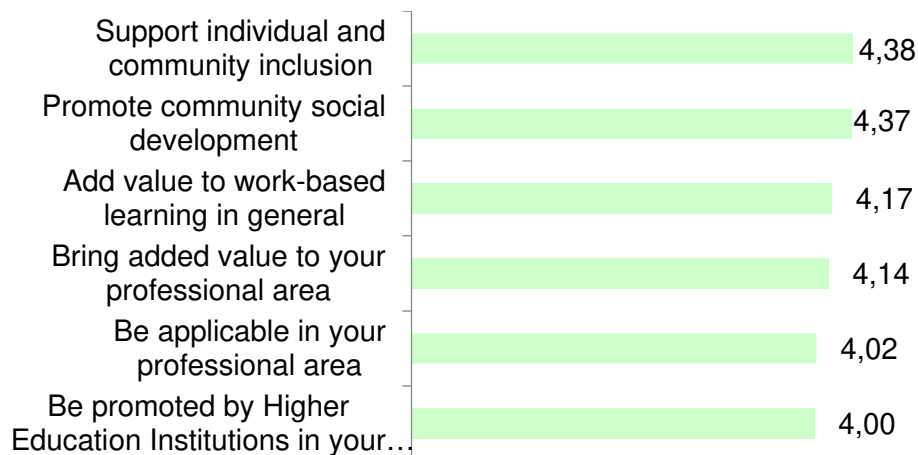 Support individual and
community inclusion
4,38
Promote community social
development
4,37
Add value to work-based
learning in general
4,17
Bring added value to your
professional area
4,14
Be applicable in your
professional area
4,02
Be promoted by Higher
Education Institutions in your…
4,00